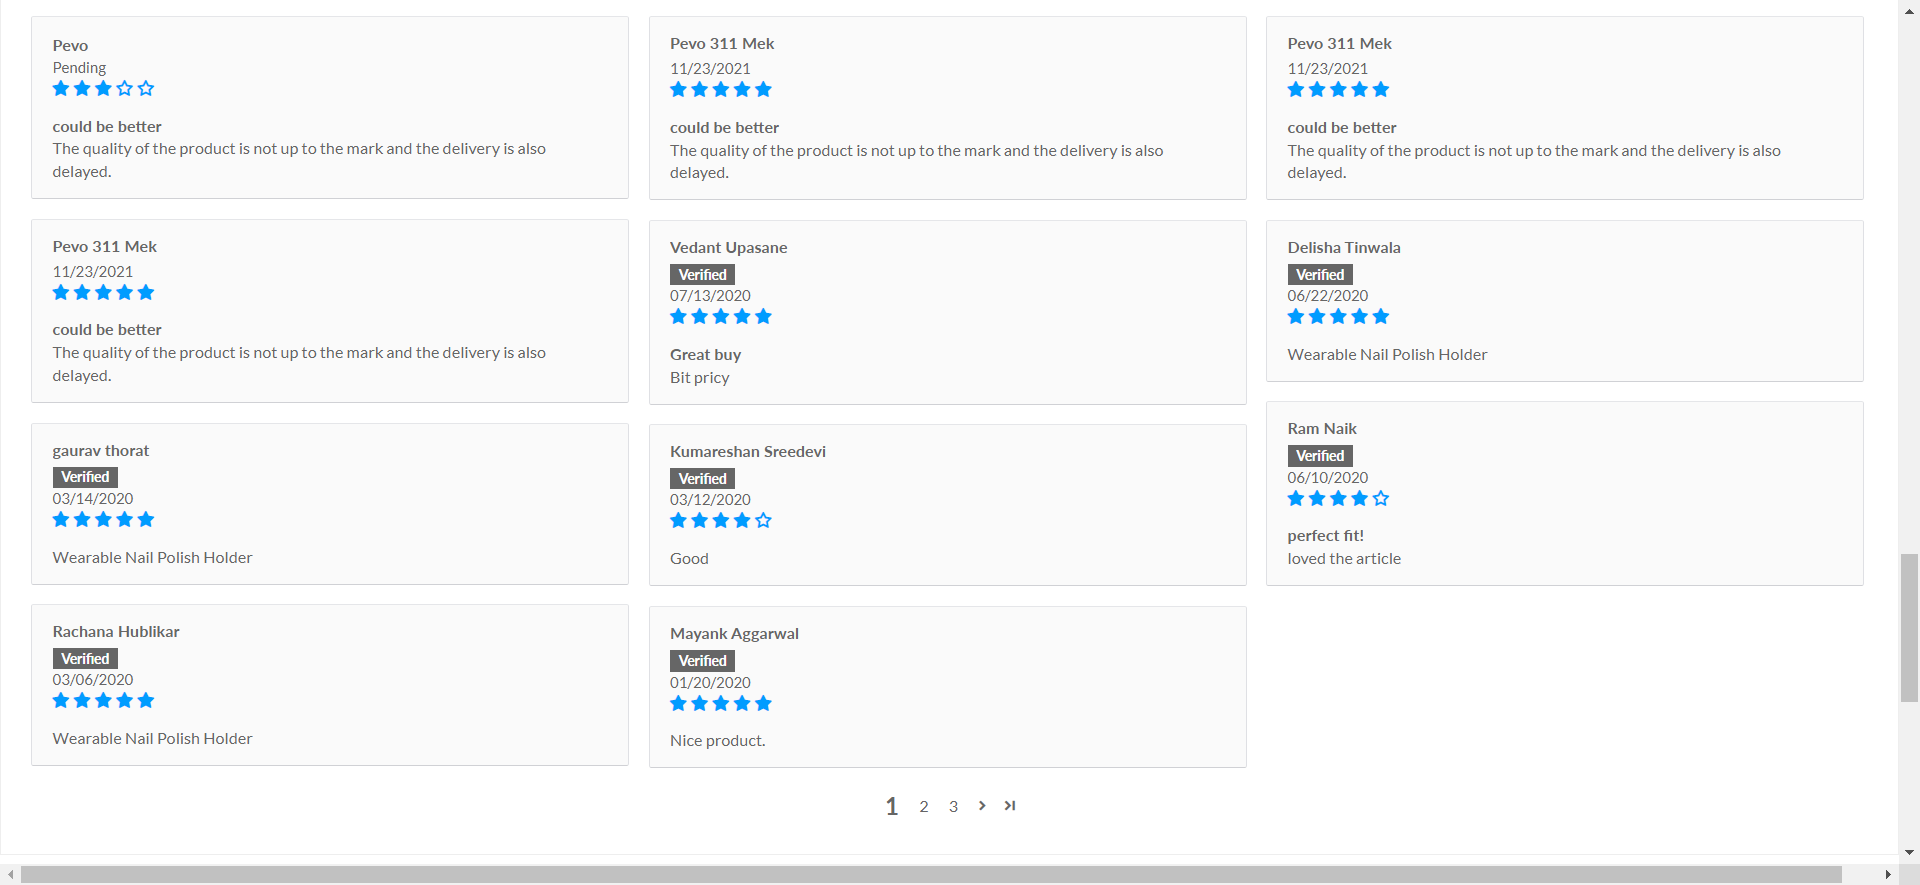 Pevo
Pending
could be better
The quality of the product is not up to the mark and the delivery is also
delayed.
Pevo 311 Mek
11/23/2021
could be better
The quality of the product is not up to the mark and the delivery is also
delayed.
Pevo 311 Mek
11/23/2021
could be better
The quality of the product is not up to the mark and the delivery is also
delayed.
Pevo 311 Mek
11/23/2021
could be better
The quality of the product is not up to the mark and the delivery is also
delayed.
Vedant Upasane
Verified
07/13/2020
Great buy
Bit pricy
Delisha Tinwala
Verified
06/22/2020
Wearable Nail Polish Holder
gaurav thorat
Verified
03/14/2020
Wearable Nail Polish Holder
Kumareshan Sreedevi
Verified
03/12/2020
Good
Ram Naik
Verified
06/10/2020
perfect fit!
loved the article
Rachana Hublikar
Verified
03/06/2020
Wearable Nail Polish Holder
Mayank Aggarwal
Verified
01/20/2020
Nice product.
1 2 3